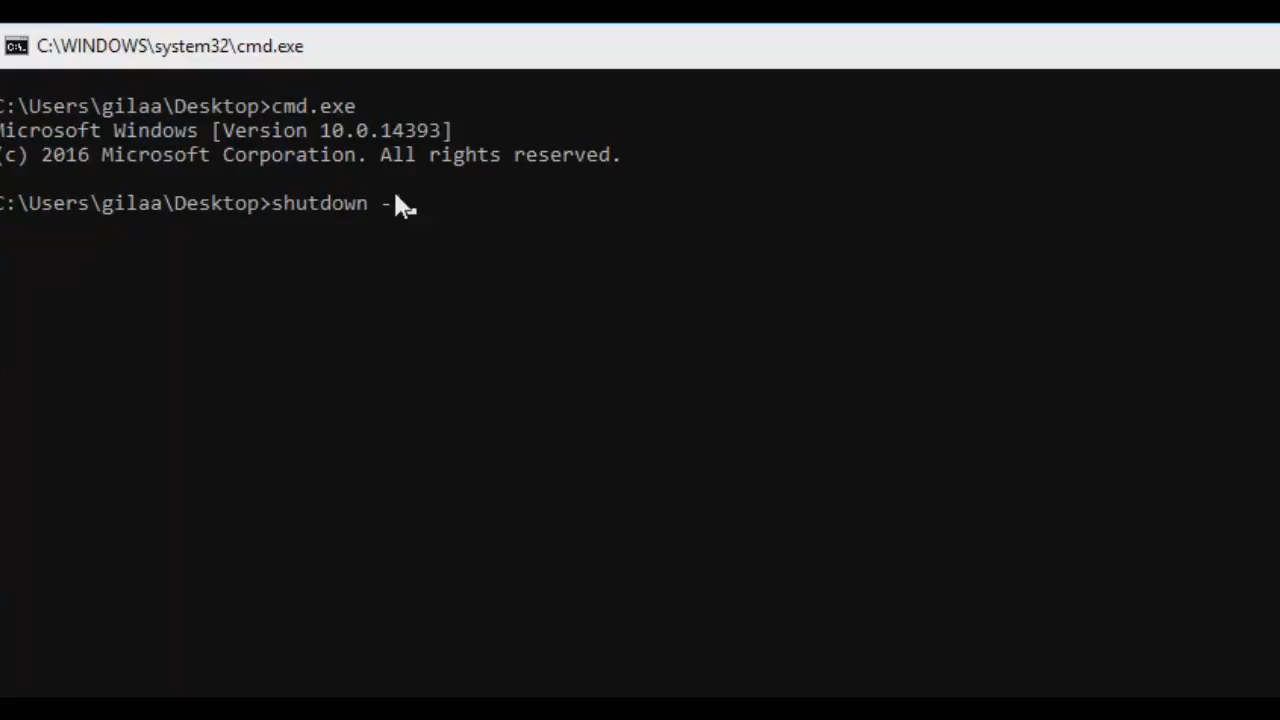 C:\WINDOWS\system32\cmd.exe
C:\Users\gilaa\Desktop>cmd.exe
Microsoft Windows [Version 10.0.14393]
(c) 2016 Microsoft Corporation. All rights reserved.
C:\Users\gilaa\Desktop>shutdown -